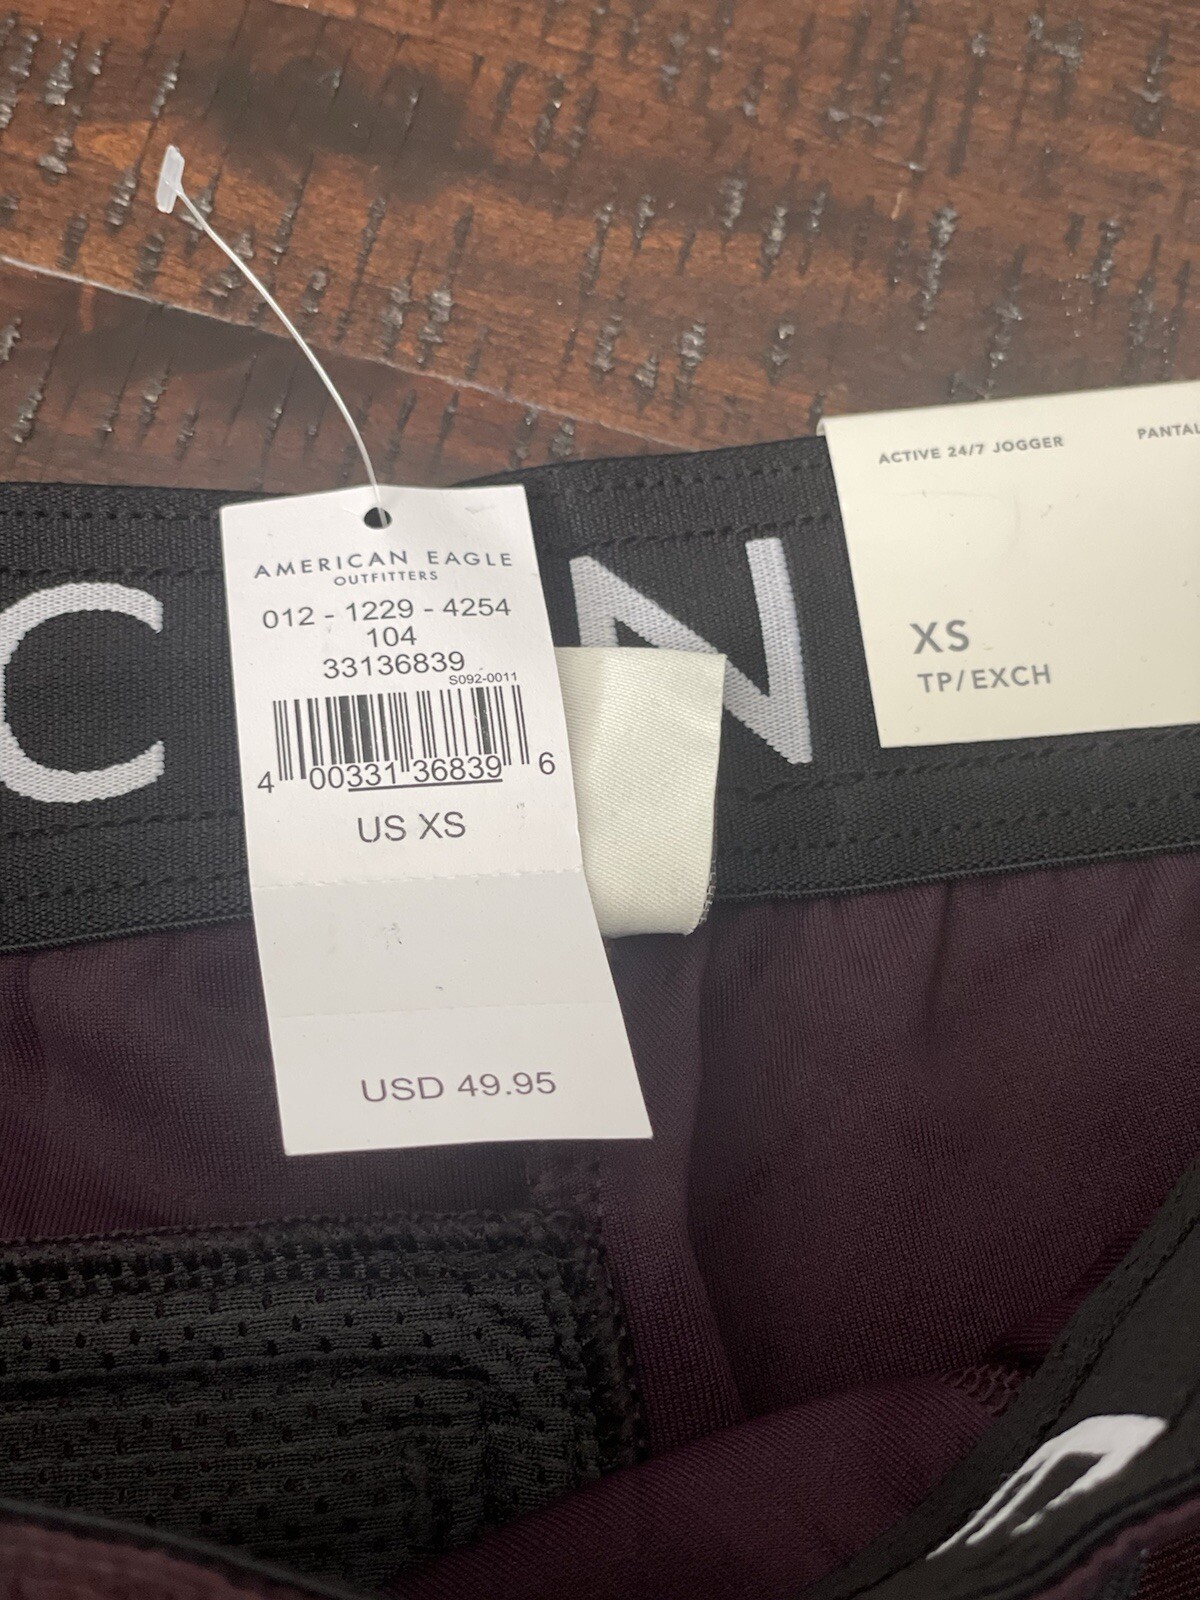 AMERICAN EAGLE
OUTFITTERS
012 - 1229 - 4254
104
33136839
S092-0011
4 00331 36839 6
US XS
USD 49.95
ACTIVE 24/7 JOGGER
PANTAL
XS
TP/EXCH
C N